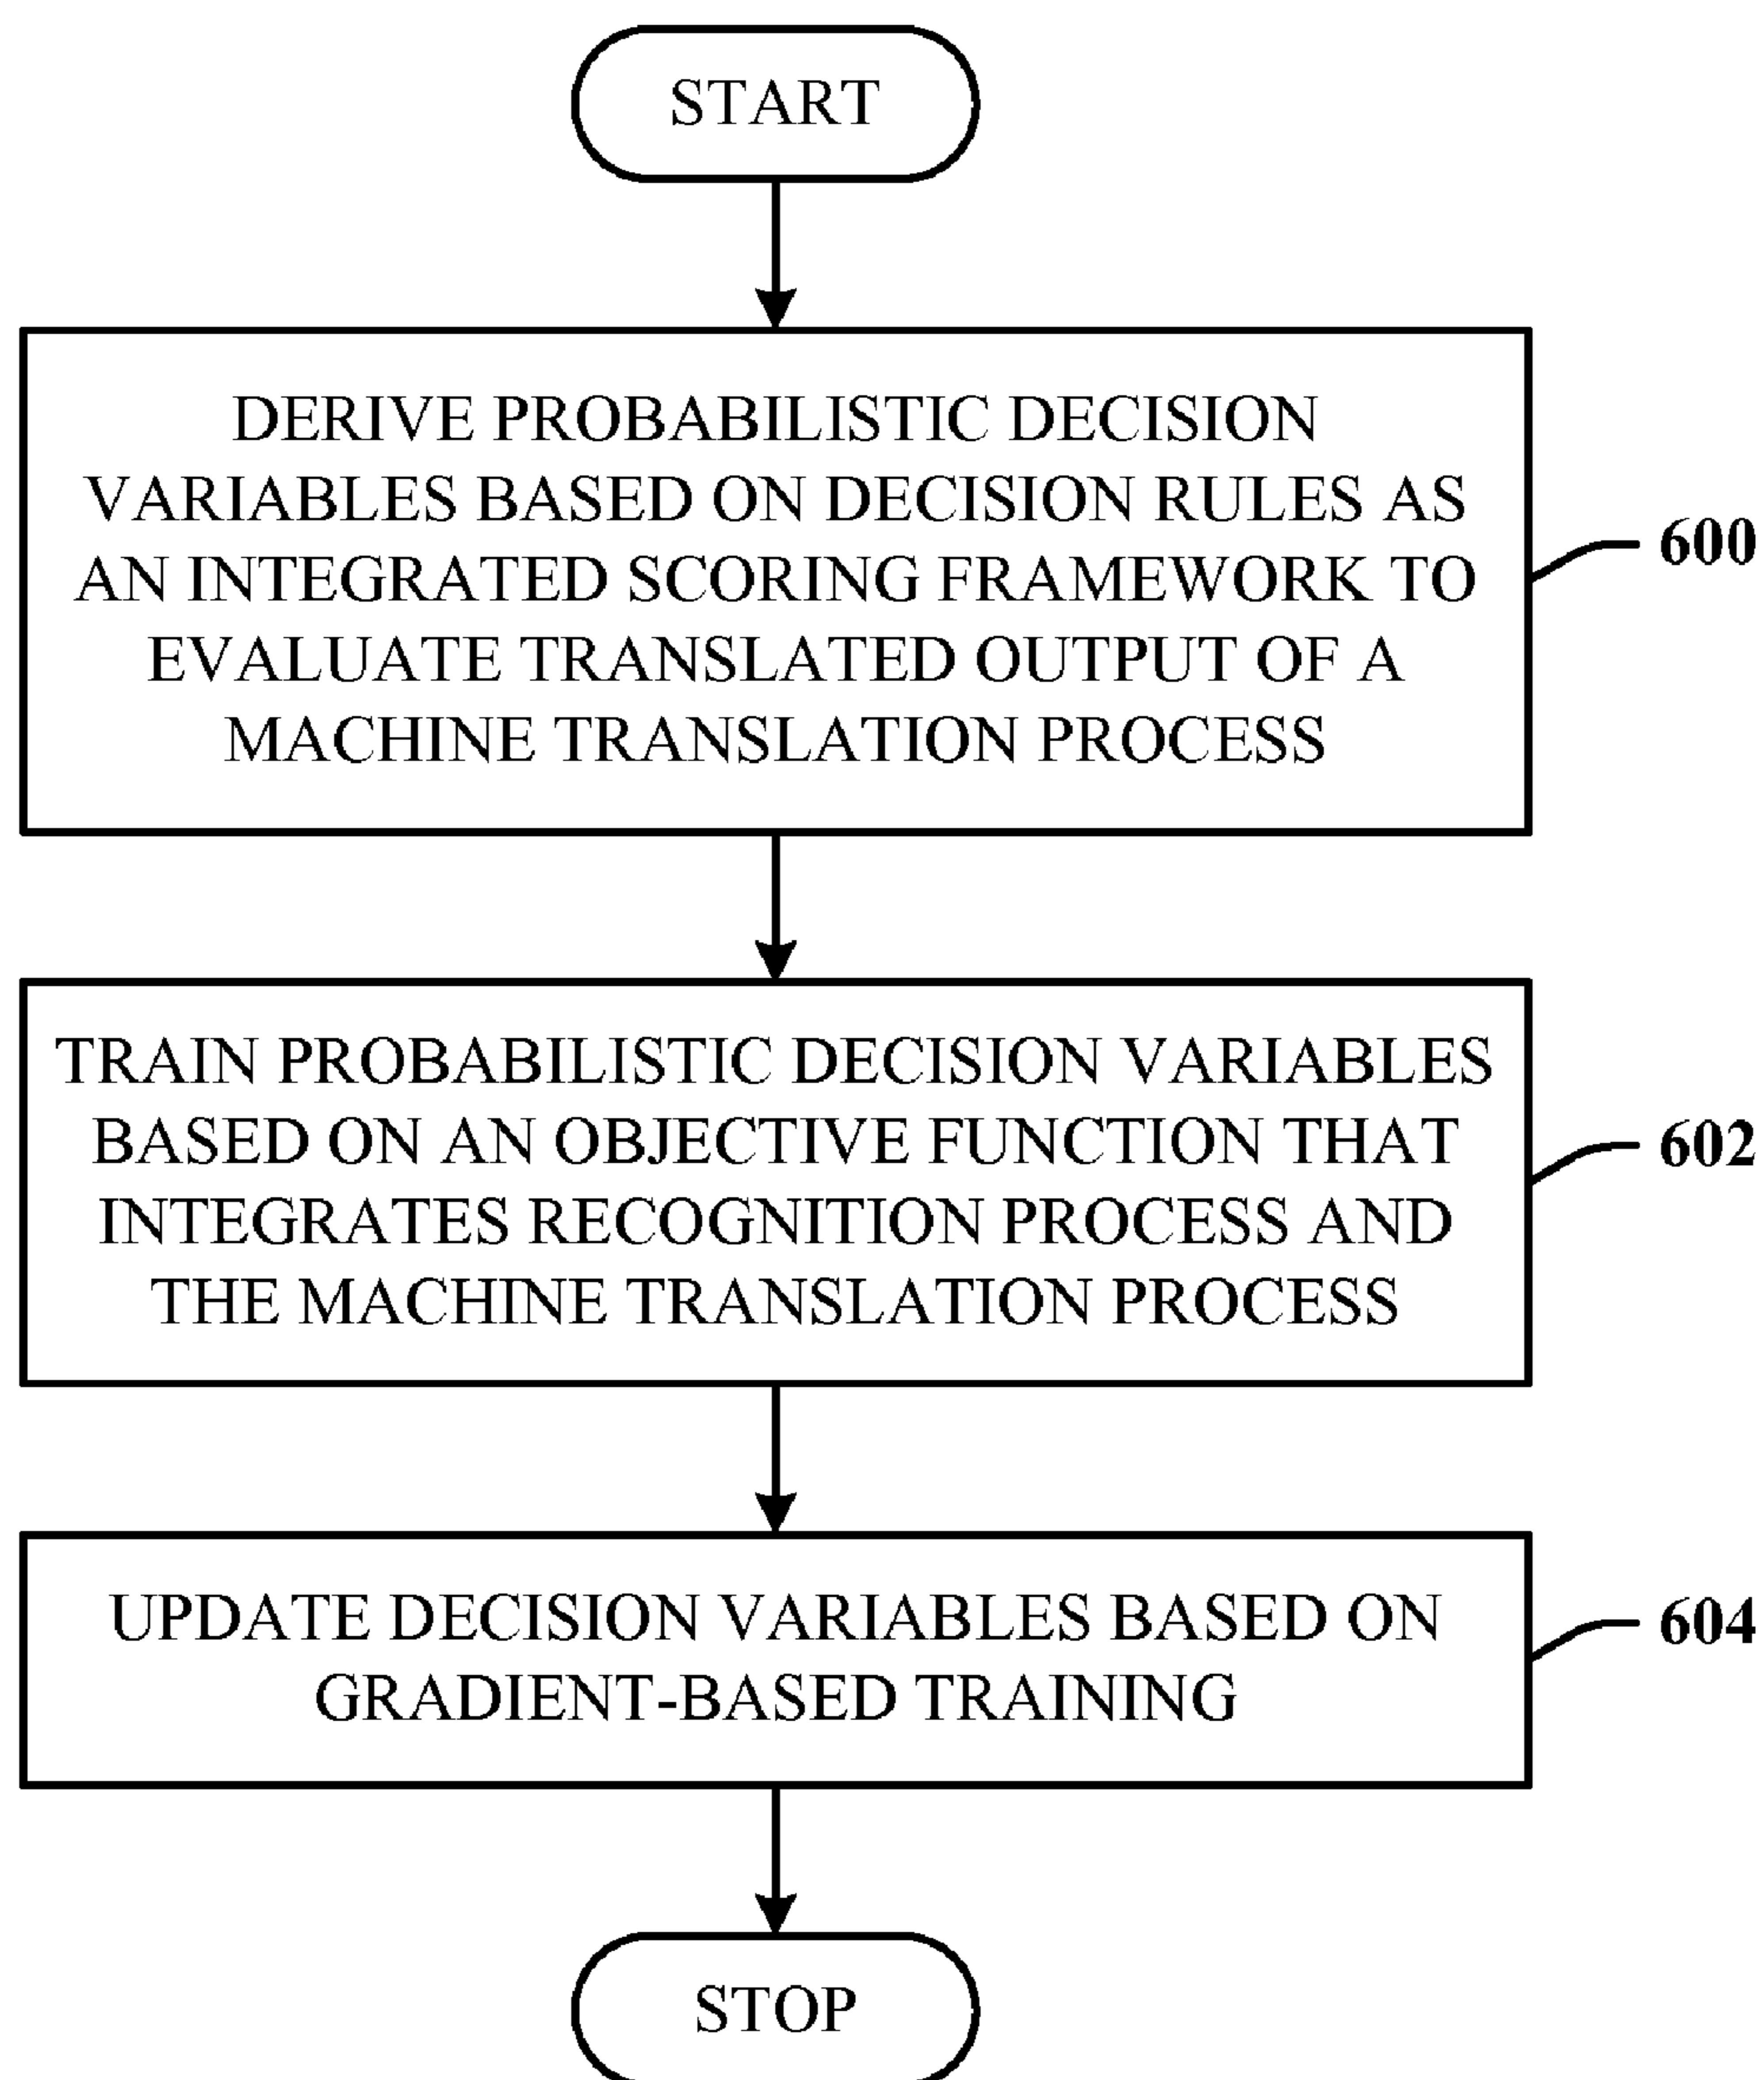 START
DERIVE PROBABILISTIC DECISION
VARIABLES BASED ON DECISION RULES AS
AN INTEGRATED SCORING FRAMEWORK TO
EVALUATE TRANSLATED OUTPUT OF A
MACHINE TRANSLATION PROCESS
600
TRAIN PROBABILISTIC DECISION VARIABLES
BASED ON AN OBJECTIVE FUNCTION THAT
INTEGRATES RECOGNITION PROCESS AND
THE MACHINE TRANSLATION PROCESS
602
UPDATE DECISION VARIABLES BASED ON
GRADIENT-BASED TRAINING
604
STOP